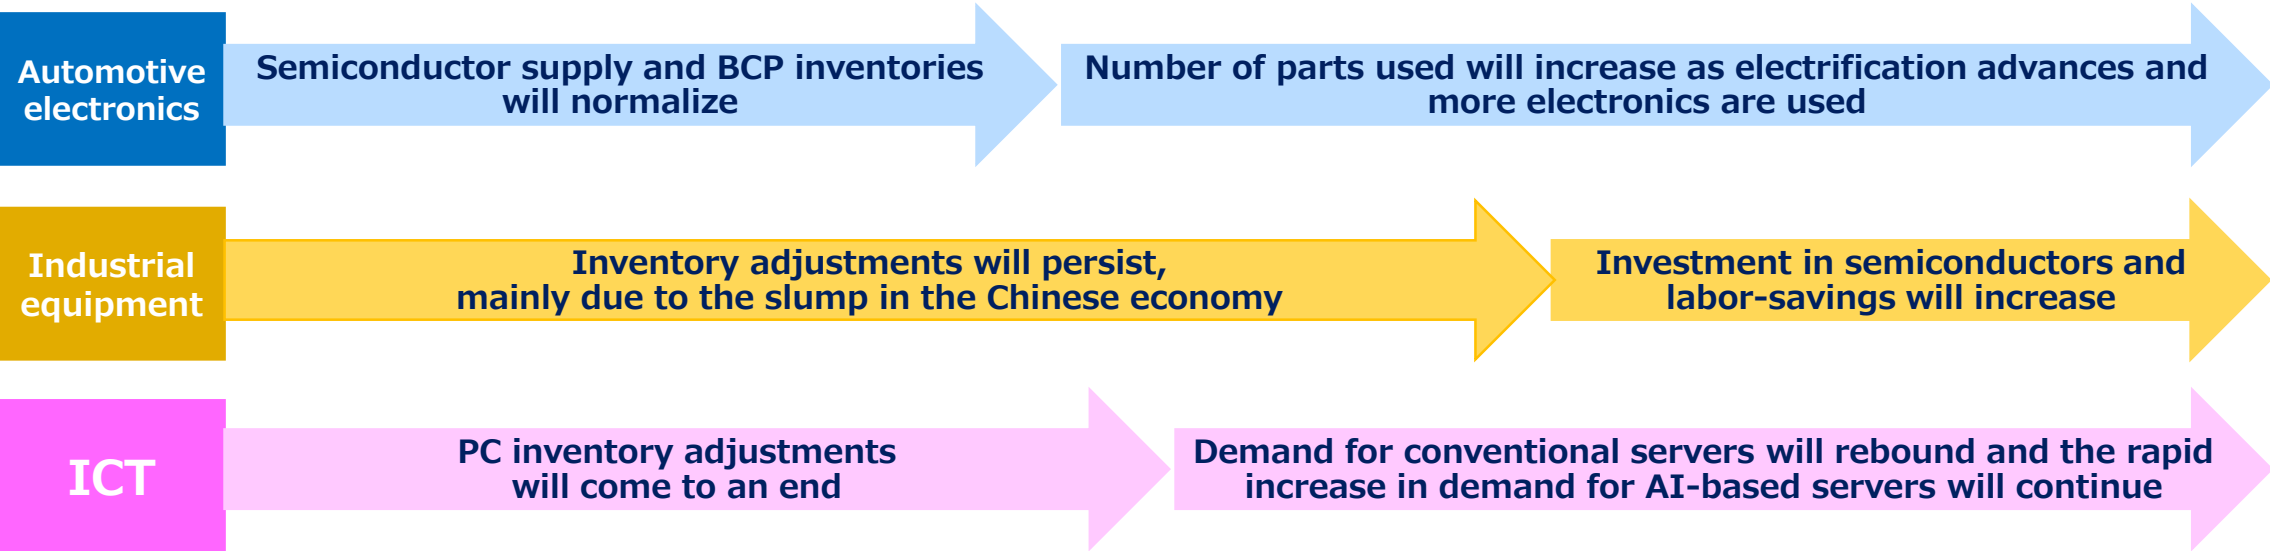 Automotive
electronics
Semiconductor supply and BCP inventories
will normalize
Number of parts used will increase as electrification advances and
more electronics are used
Industrial
equipment
Inventory adjustments will persist,
mainly due to the slump in the Chinese economy
Investment in semiconductors and
labor-savings will increase
ICT
PC inventory adjustments
will come to an end
Demand for conventional servers will rebound and the rapid
increase in demand for AI-based servers will continue